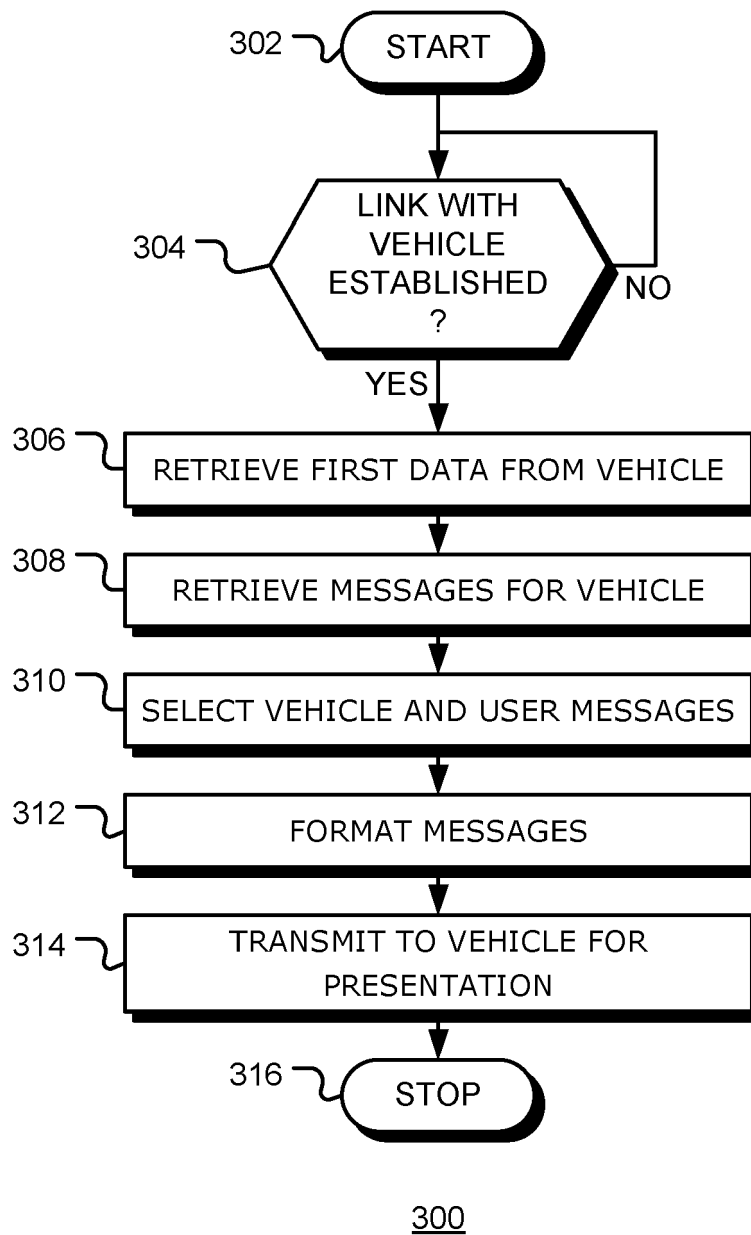 302
START
304
LINK WITH
VEHICLE
ESTABLISHED
?
NO
YES
306
RETRIEVE FIRST DATA FROM VEHICLE
308
RETRIEVE MESSAGES FOR VEHICLE
310
SELECT VEHICLE AND USER MESSAGES
312
FORMAT MESSAGES
314
TRANSMIT TO VEHICLE FOR
PRESENTATION
316
STOP
300